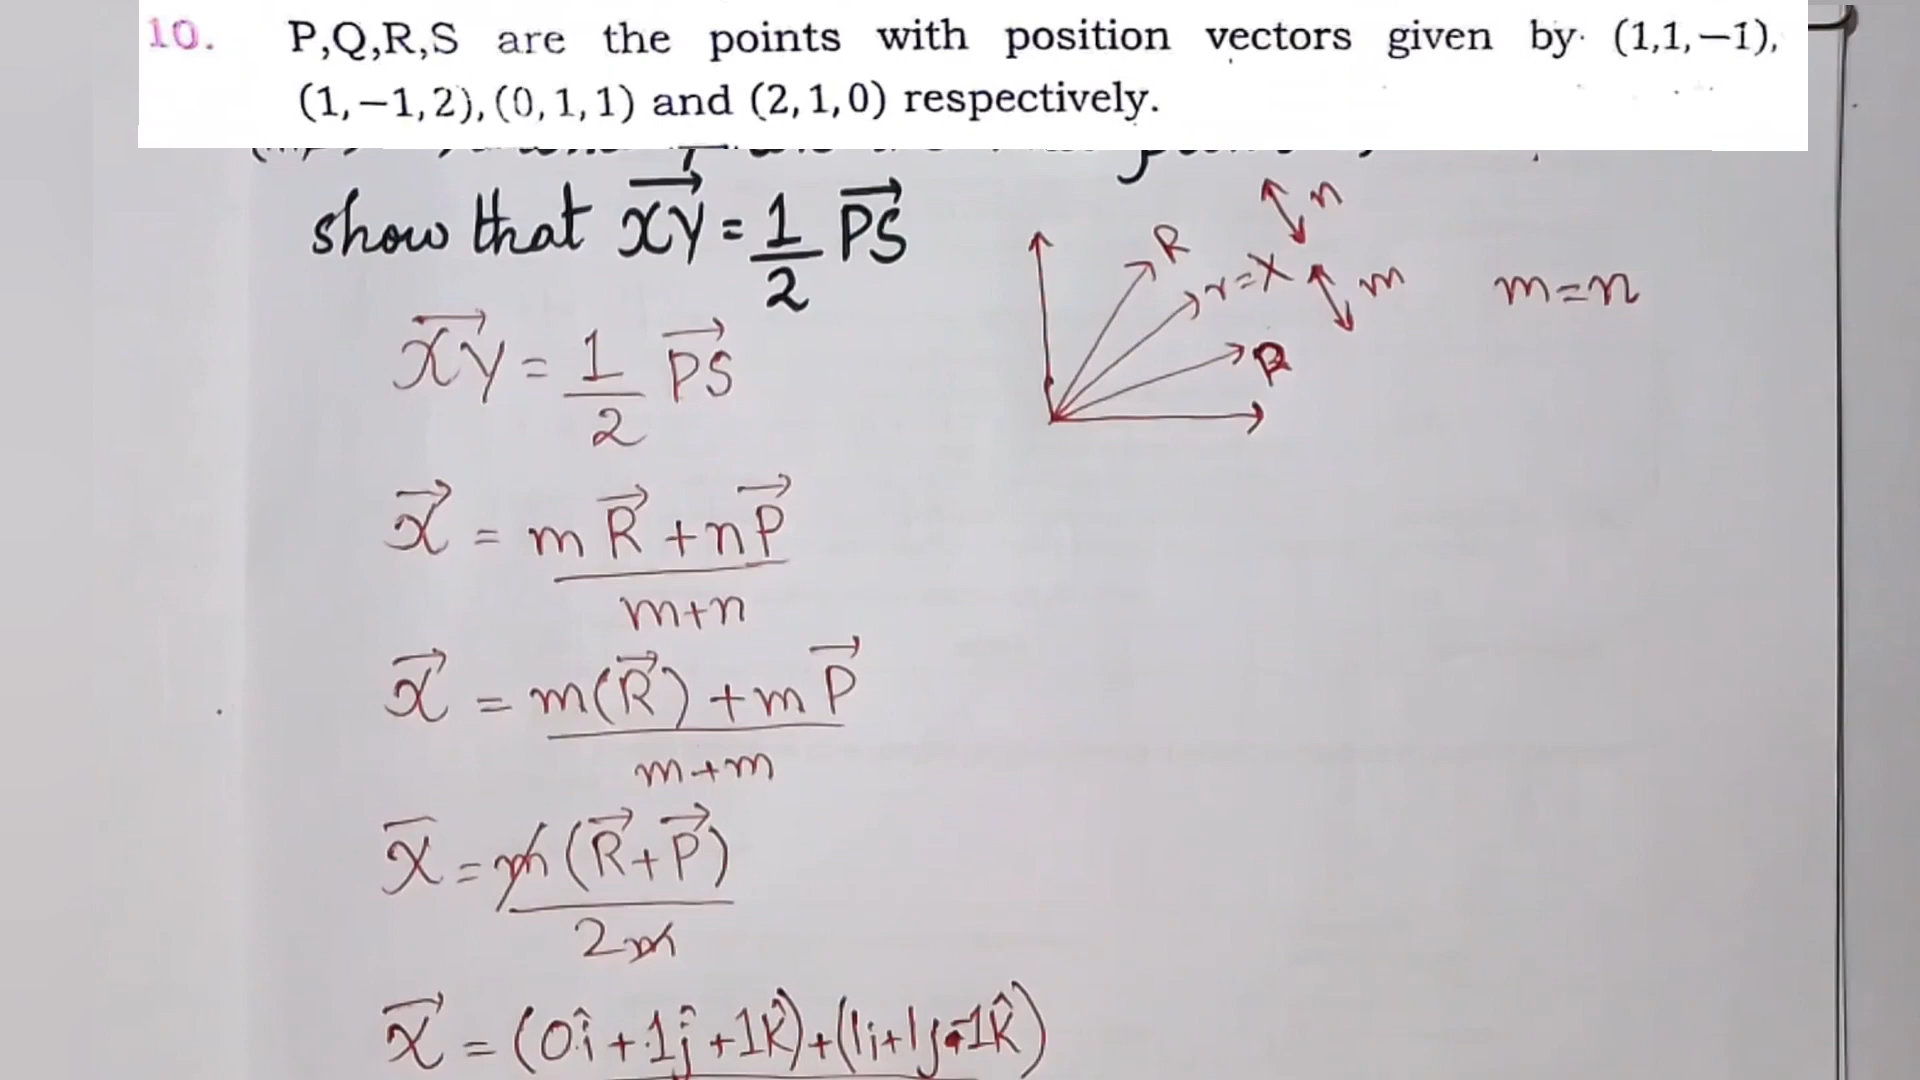 10. P,Q,R,S are the points with position vectors given by (1,1,−1),
(1,−1,2), (0,1,1) and (2,1,0) respectively.
show that XY⃗ = 1/2 PS⃗
XY⃗ = 1/2 PS⃗
X⃗ = mR⃗ + nP⃗ / m+n
X⃗ = m(R⃗) + mP⃗ / m+m
X̅ = m(R⃗+P⃗) / 2m
X⃗ = (0î + 1ĵ + 1k̂) + (1i + 1j - 1k̂)
n
R
r = X
m
m=n
P